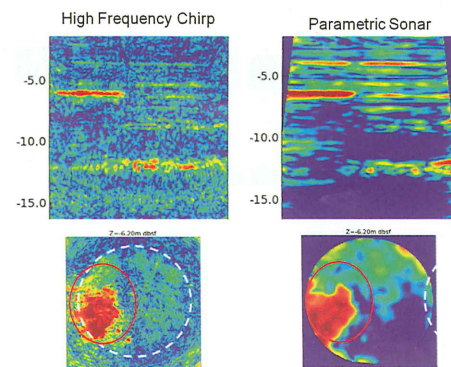 High Frequency Chirp
Parametric Sonar
-5.0
-10.0
-15.0
-5.0
-10.0
-15.0
Z=-6.20m dbsf
Z=-6.20m dbsf